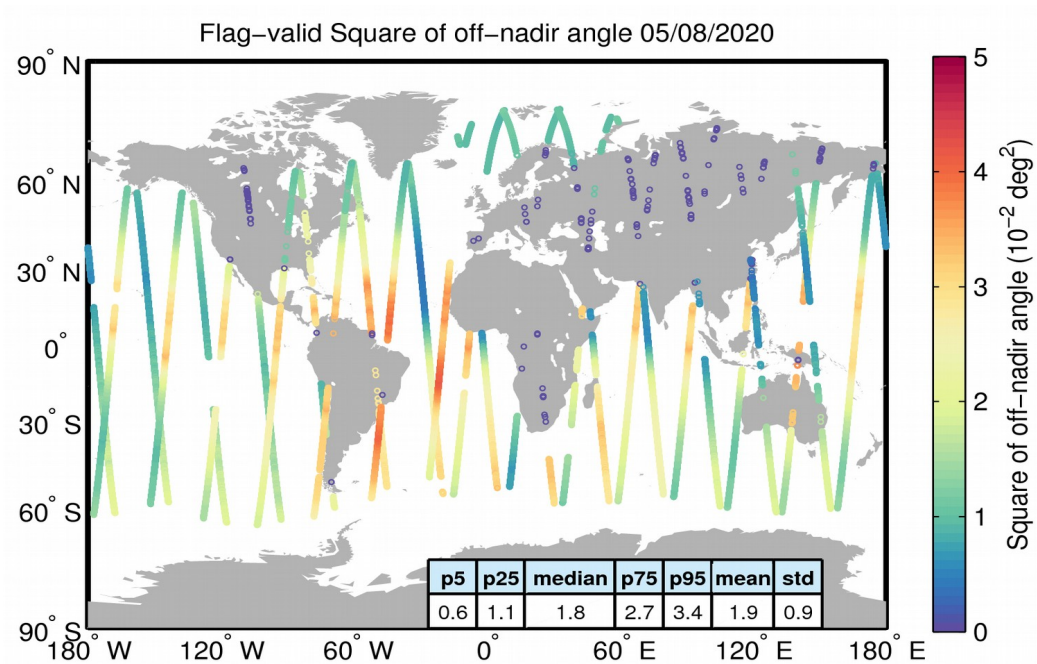 Flag−valid Square of off−nadir angle 05/08/2020
90° N
60° N
30° N
0°
30° S
60° S
90° S
180° W
120° W
60° W
0°
60° E
120° E
180° E
p5 p25 median p75 p95 mean std
0.6 1.1 1.8 2.7 3.4 1.9 0.9
5
4
3
2
1
0
Square of off−nadir angle (10⁻² deg²)